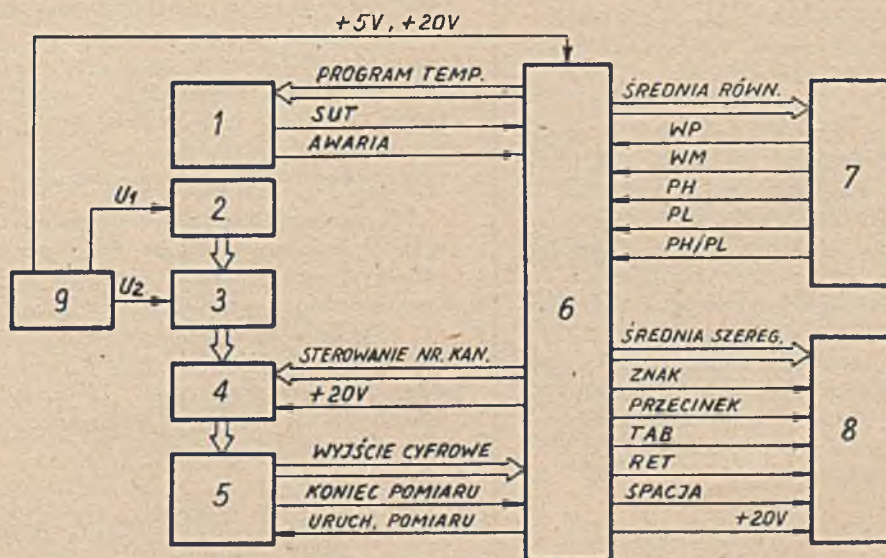 +5V, +20V
PROGRAM TEMP.
1
SUT
AWARIA
U1
2
9
U2
3
STEROWANIE NR. KAN.
4
+20V
WYJŚCIE CYFROWE
5
KONIEC POMIARU
URUCH. POMIARU
6
ŚREDNIA RÓWN.
WP
WM
PH
PL
PH/PL
7
ŚREDNIA SZEREG.
ZNAK
PRZECINEK
TAB
RET
SPACJA
+20V
8